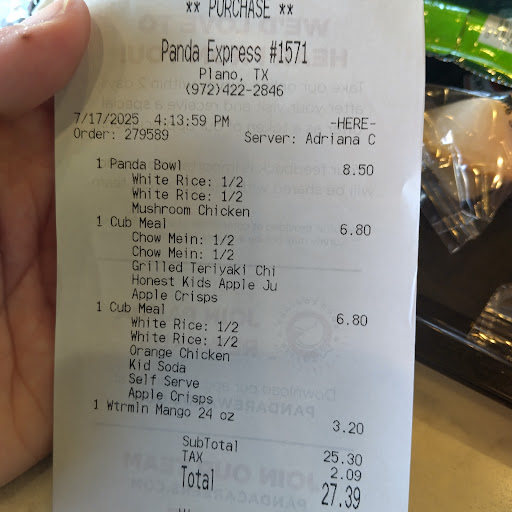 ** PURCHASE **
Panda Express #1571
Plano, TX
(972)422-2846
7/17/2025 4:13:59 PM -HERE-
Order: 279589 Server: Adriana C
1 Panda Bowl 8.50
White Rice: 1/2
White Rice: 1/2
Mushroom Chicken
1 Cub Meal 6.80
Chow Mein: 1/2
Chow Mein: 1/2
Grilled Teriyaki Chi
Honest Kids Apple Ju
Apple Crisps
1 Cub Meal 6.80
White Rice: 1/2
White Rice: 1/2
Orange Chicken
Kid Soda
Self Serve
Apple Crisps
1 Wtrmln Mango 24 oz 3.20
SubTotal 25.30
TAX 2.09
Total 27.39